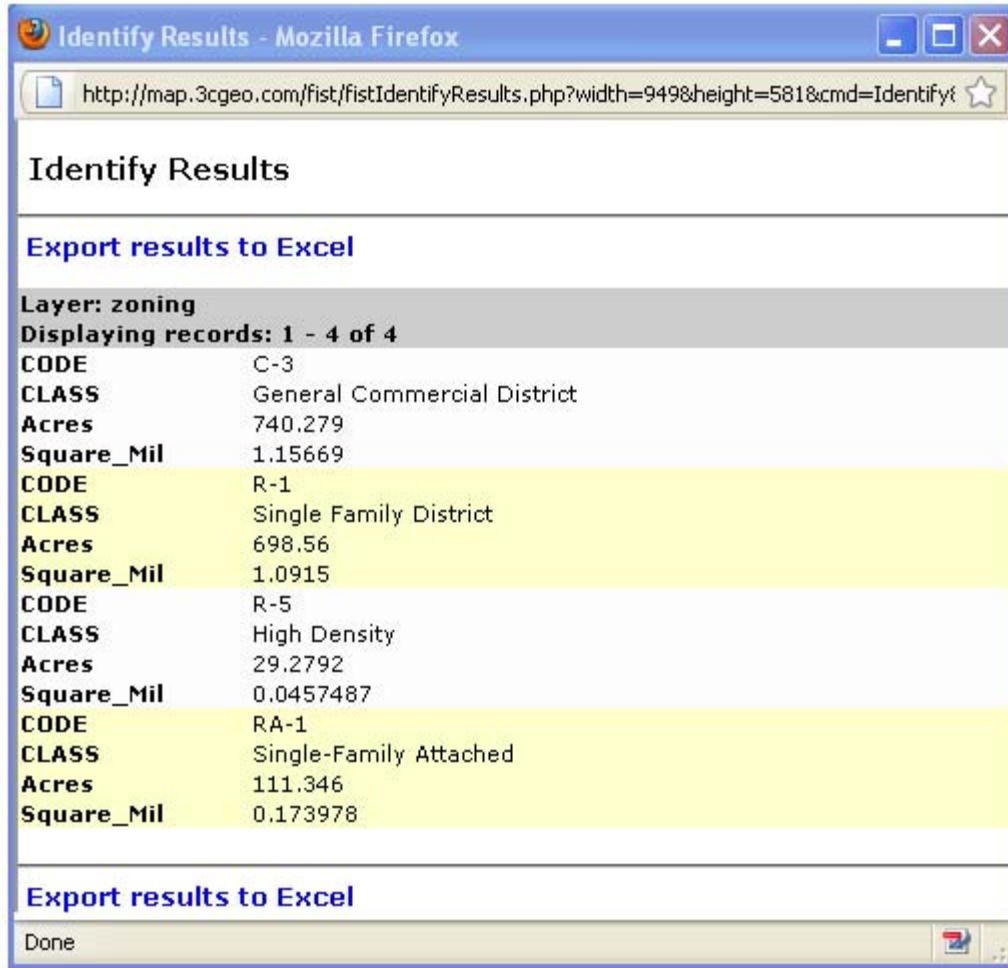 Identify Results - Mozilla Firefox
http://map.3cgeo.com/fist/fistIdentifyResults.php?width=949&height=581&cmd=Identify&
Identify Results
Export results to Excel
Layer: zoning
Displaying records: 1 - 4 of 4
CODE C-3
CLASS General Commercial District
Acres 740.279
Square_Mil 1.15669
CODE R-1
CLASS Single Family District
Acres 698.56
Square_Mil 1.0915
CODE R-5
CLASS High Density
Acres 29.2792
Square_Mil 0.0457487
CODE RA-1
CLASS Single-Family Attached
Acres 111.346
Square_Mil 0.173978
Export results to Excel
Done